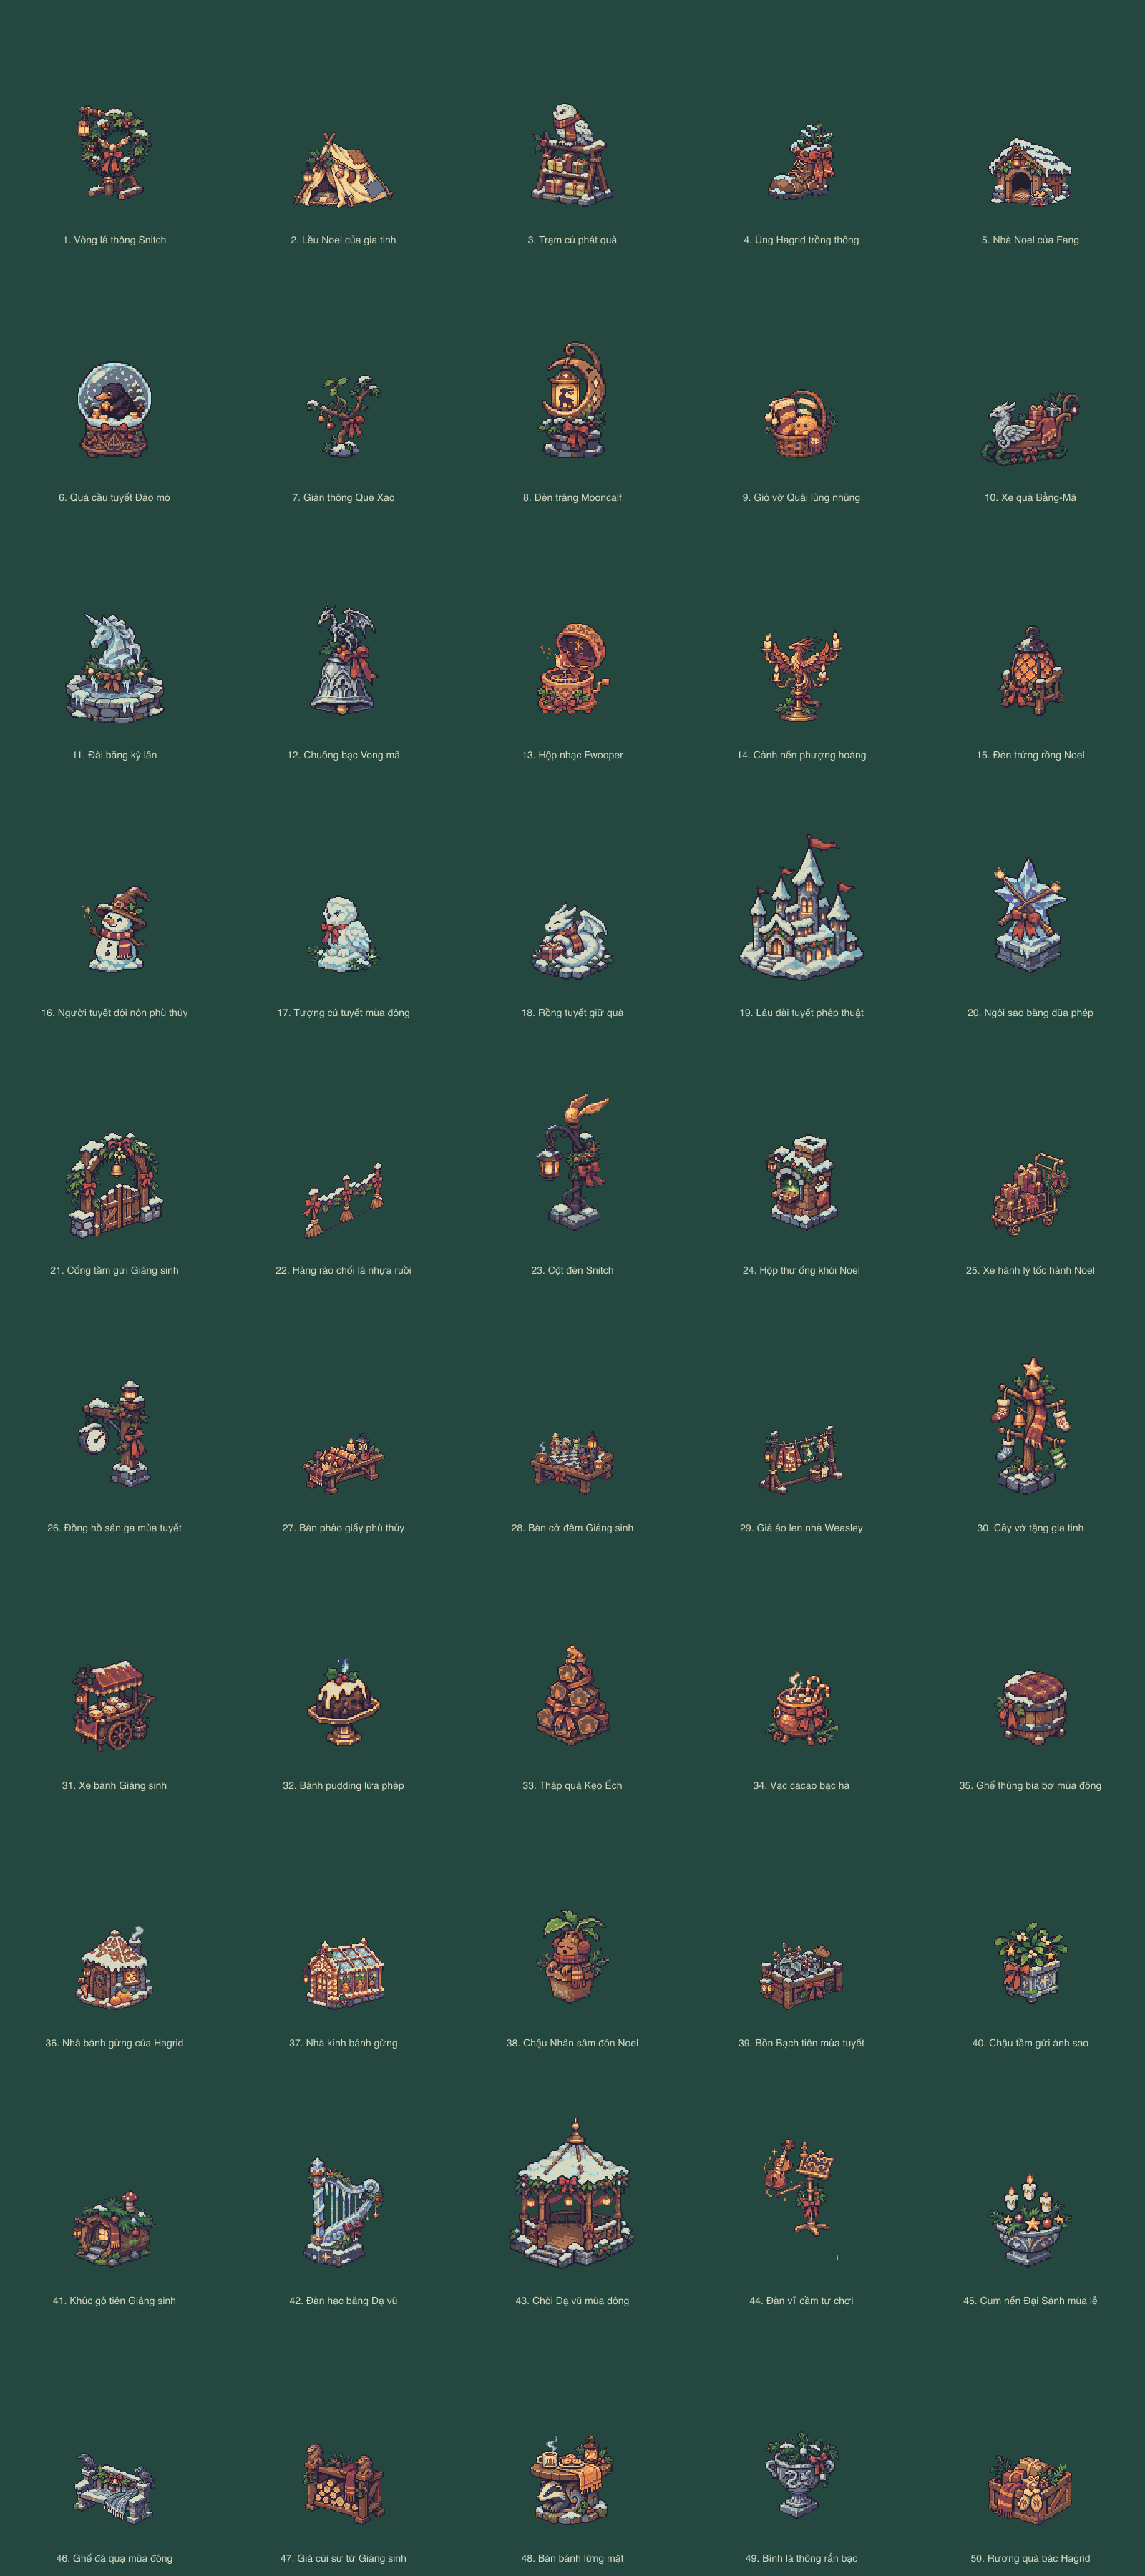 1. Vòng lá thông Snitch
2. Lều Noel của gia tinh
3. Trạm cú phát quà
4. Ủng Hagrid trồng thông
5. Nhà Noel của Fang
6. Quả cầu tuyết Đào mỏ
7. Giàn thông Que Xạo
8. Đèn trăng Mooncalf
9. Giỏ vớ Quái lùng nhùng
10. Xe quà Bằng-Mã
11. Đài băng kỳ lân
12. Chuông bạc Vong mã
13. Hộp nhạc Fwooper
14. Cành nến phượng hoàng
15. Đèn trứng rồng Noel
16. Người tuyết đội nón phù thủy
17. Tượng cú tuyết mùa đông
18. Rồng tuyết giữ quà
19. Lâu đài tuyết phép thuật
20. Ngôi sao băng đũa phép
21. Cổng tầm gửi Giáng sinh
22. Hàng rào chổi lá nhựa ruồi
23. Cột đèn Snitch
24. Hộp thư ống khói Noel
25. Xe hành lý tốc hành Noel
26. Đồng hồ sân ga mùa tuyết
27. Bàn pháo giấy phù thủy
28. Bàn cờ đêm Giáng sinh
29. Giá áo len nhà Weasley
30. Cây vớ tặng gia tinh
31. Xe bánh Giáng sinh
32. Bánh pudding lửa phép
33. Tháp quà Kẹo Ếch
34. Vạc cacao bạc hà
35. Ghế thùng bia bơ mùa đông
36. Nhà bánh gừng của Hagrid
37. Nhà kính bánh gừng
38. Chậu Nhân sâm đón Noel
39. Bồn Bạch tiên mùa tuyết
40. Chậu tầm gửi ánh sao
41. Khúc gỗ tiên Giáng sinh
42. Đàn hạc băng Dạ vũ
43. Chòi Dạ vũ mùa đông
44. Đàn vĩ cầm tự chơi
45. Cụm nến Đại Sảnh mùa lễ
46. Ghế đá quạ mùa đông
47. Giá củi sư tử Giáng sinh
48. Bàn bánh lửng mật
49. Bình lá thông rắn bạc
50. Rương quà bác Hagrid